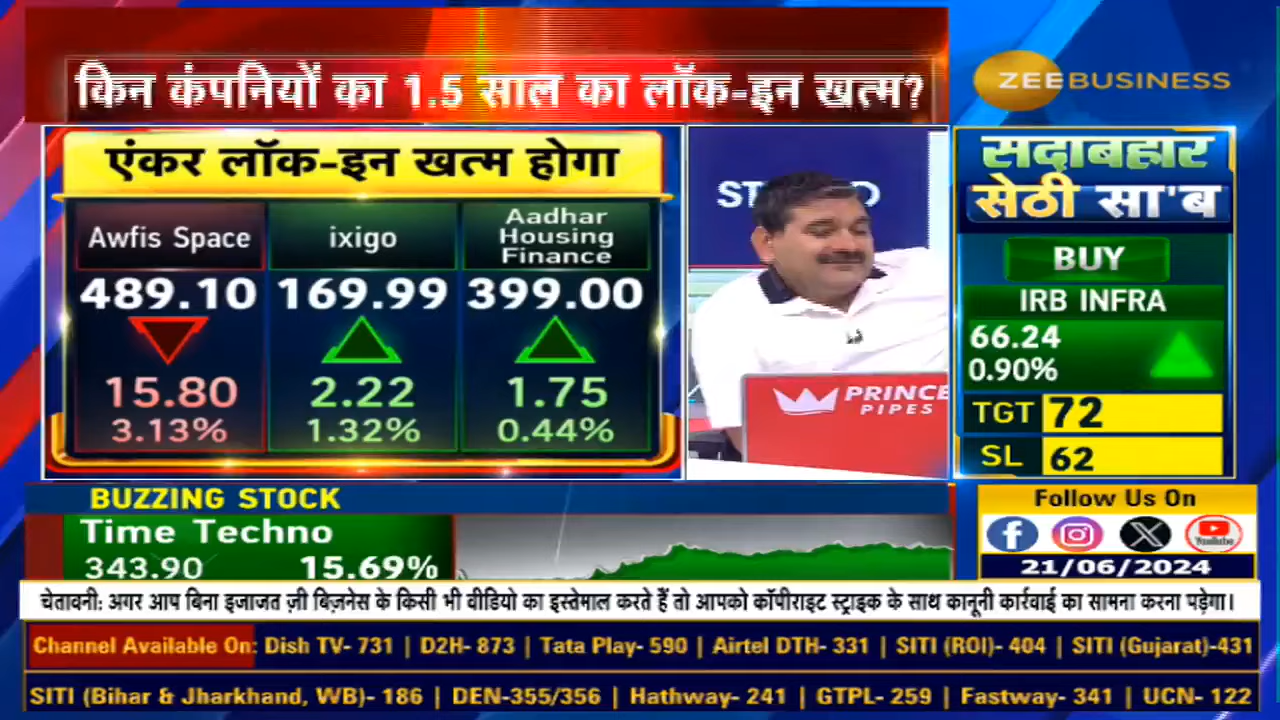 किन कंपनियों का 1.5 साल का लॉक-इन खत्म?
ZEEBUSINESS
एंकर लॉक-इन खत्म होगा
Awfis Space
489.10
15.80
3.13%
ixigo
169.99
2.22
1.32%
Aadhar
Housing
Finance
399.00
1.75
0.44%
PRINCE
PIPES
सदाबहार
सेठी सा'ब
BUY
IRB INFRA
66.24
0.90%
TGT 72
SL 62
BUZZING STOCK
Time Techno
343.90 15.69%
Follow Us On
YouTube
21/06/2024
चेतावनी: अगर आप बिना इजाजत ज़ी बिज़नेस के किसी भी वीडियो का इस्तेमाल करते हैं तो आपको कॉपीराइट स्ट्राइक के साथ कानूनी कार्रवाई का सामना करना पड़ेगा।
Channel Available On: Dish TV- 731 | D2H- 873 | Tata Play- 590 | Airtel DTH- 331 | SITI (ROI)- 404 | SITI (Gujarat)-431
SITI (Bihar & Jharkhand, WB)- 186 | DEN-355/356 | Hathway- 241 | GTPL- 259 | Fastway- 341 | UCN- 122